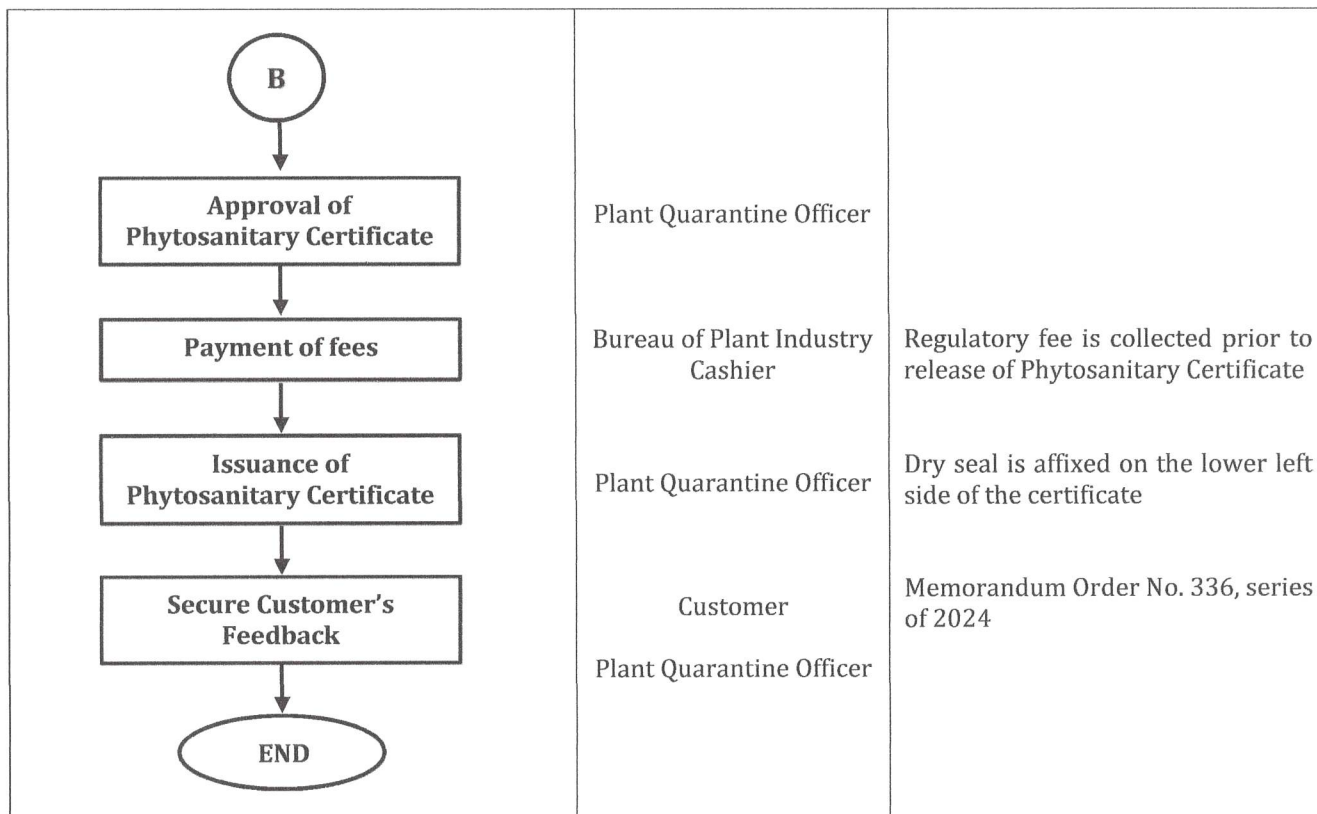 B
Approval of
Phytosanitary Certificate
Plant Quarantine Officer
Payment of fees
Bureau of Plant Industry
Cashier
Regulatory fee is collected prior to
release of Phytosanitary Certificate
Issuance of
Phytosanitary Certificate
Plant Quarantine Officer
Dry seal is affixed on the lower left
side of the certificate
Secure Customer's
Feedback
Customer
Plant Quarantine Officer
Memorandum Order No. 336, series
of 2024
END